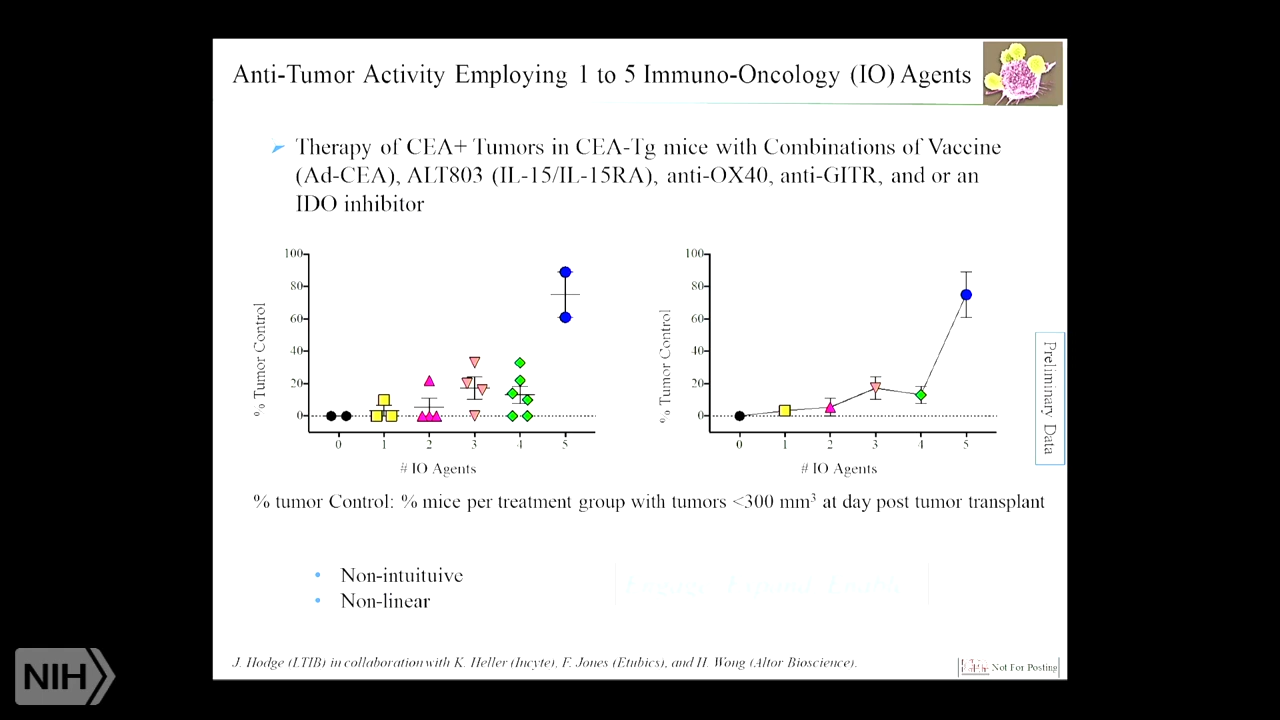 Anti-Tumor Activity Employing 1 to 5 Immuno-Oncology (IO) Agents
Therapy of CEA+ Tumors in CEA-Tg mice with Combinations of Vaccine
(Ad-CEA), ALT803 (IL-15/IL-15RA), anti-OX40, anti-GITR, and or an
IDO inhibitor
% Tumor Control
100
80
60
40
20
0
0 1 2 3 4 5
# IO Agents
% Tumor Control
100
80
60
40
20
0
0 1 2 3 4 5
# IO Agents
Preliminary Data
% tumor Control: % mice per treatment group with tumors <300 mm³ at day post tumor transplant
• Non-intuituive
• Non-linear
J. Hodge (LTIB) in collaboration with K. Heller (Incyte), F. Jones (Etubics), and H. Wong (Altor Bioscience).
Not For Posting
NIH